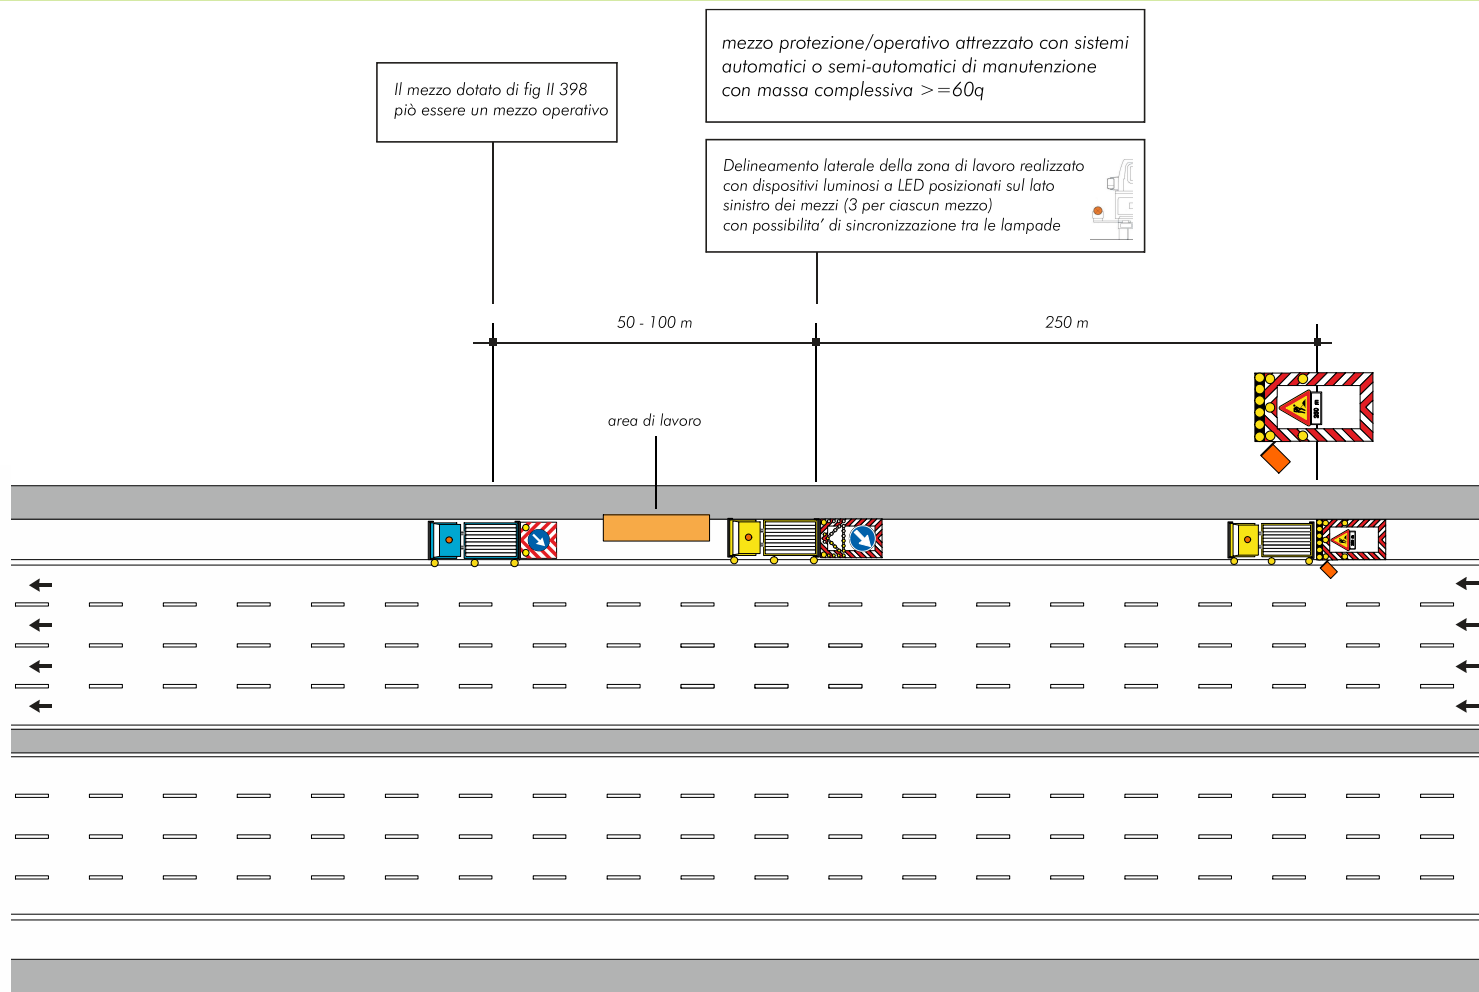 mezzo protezione/operativo attrezzato con sistemi
automatici o semi-automatici di manutenzione
con massa complessiva >=60q
Il mezzo dotato di fig II 398
piò essere un mezzo operativo
Delineamento laterale della zona di lavoro realizzato
con dispositivi luminosi a LED posizionati sul lato
sinistro dei mezzi (3 per ciascun mezzo)
con possibilita' di sincronizzazione tra le lampade
50 - 100 m
250 m
area di lavoro